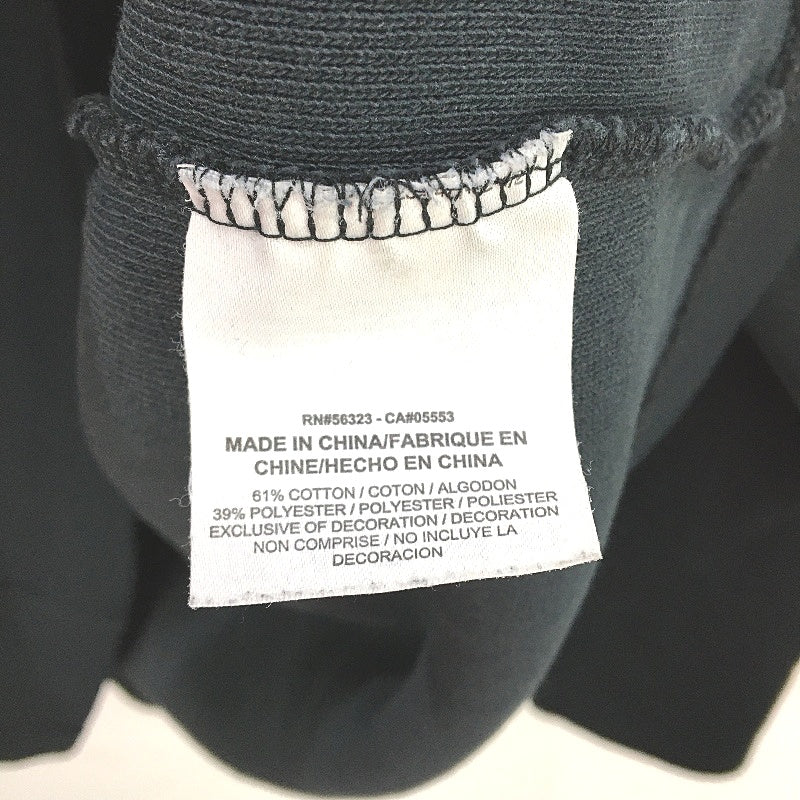 RN#56323 - CA#05553
MADE IN CHINA/FABRIQUE EN
CHINE/HECHO EN CHINA
61% COTTON / COTON / ALGODON
39% POLYESTER / POLYESTER / POLIESTER
EXCLUSIVE OF DECORATION / DECORATION
NON COMPRISE / NO INCLUYE LA
DECORACION